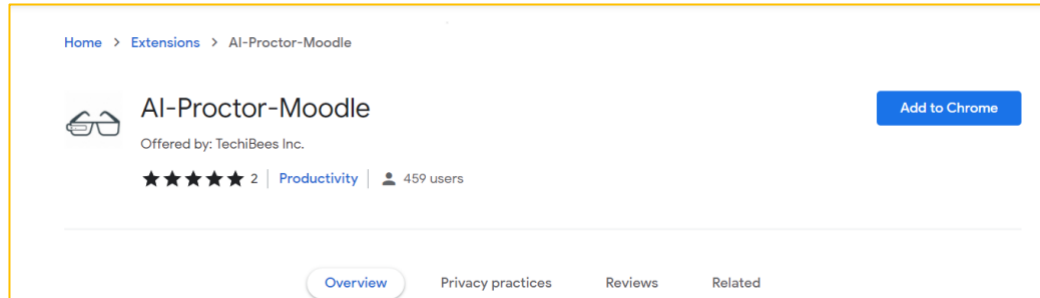 Home > Extensions > AI-Proctor-Moodle
AI-Proctor-Moodle
Add to Chrome
Offered by: TechiBees Inc.
★★★★★ 2 | Productivity | 459 users
Overview Privacy practices Reviews Related